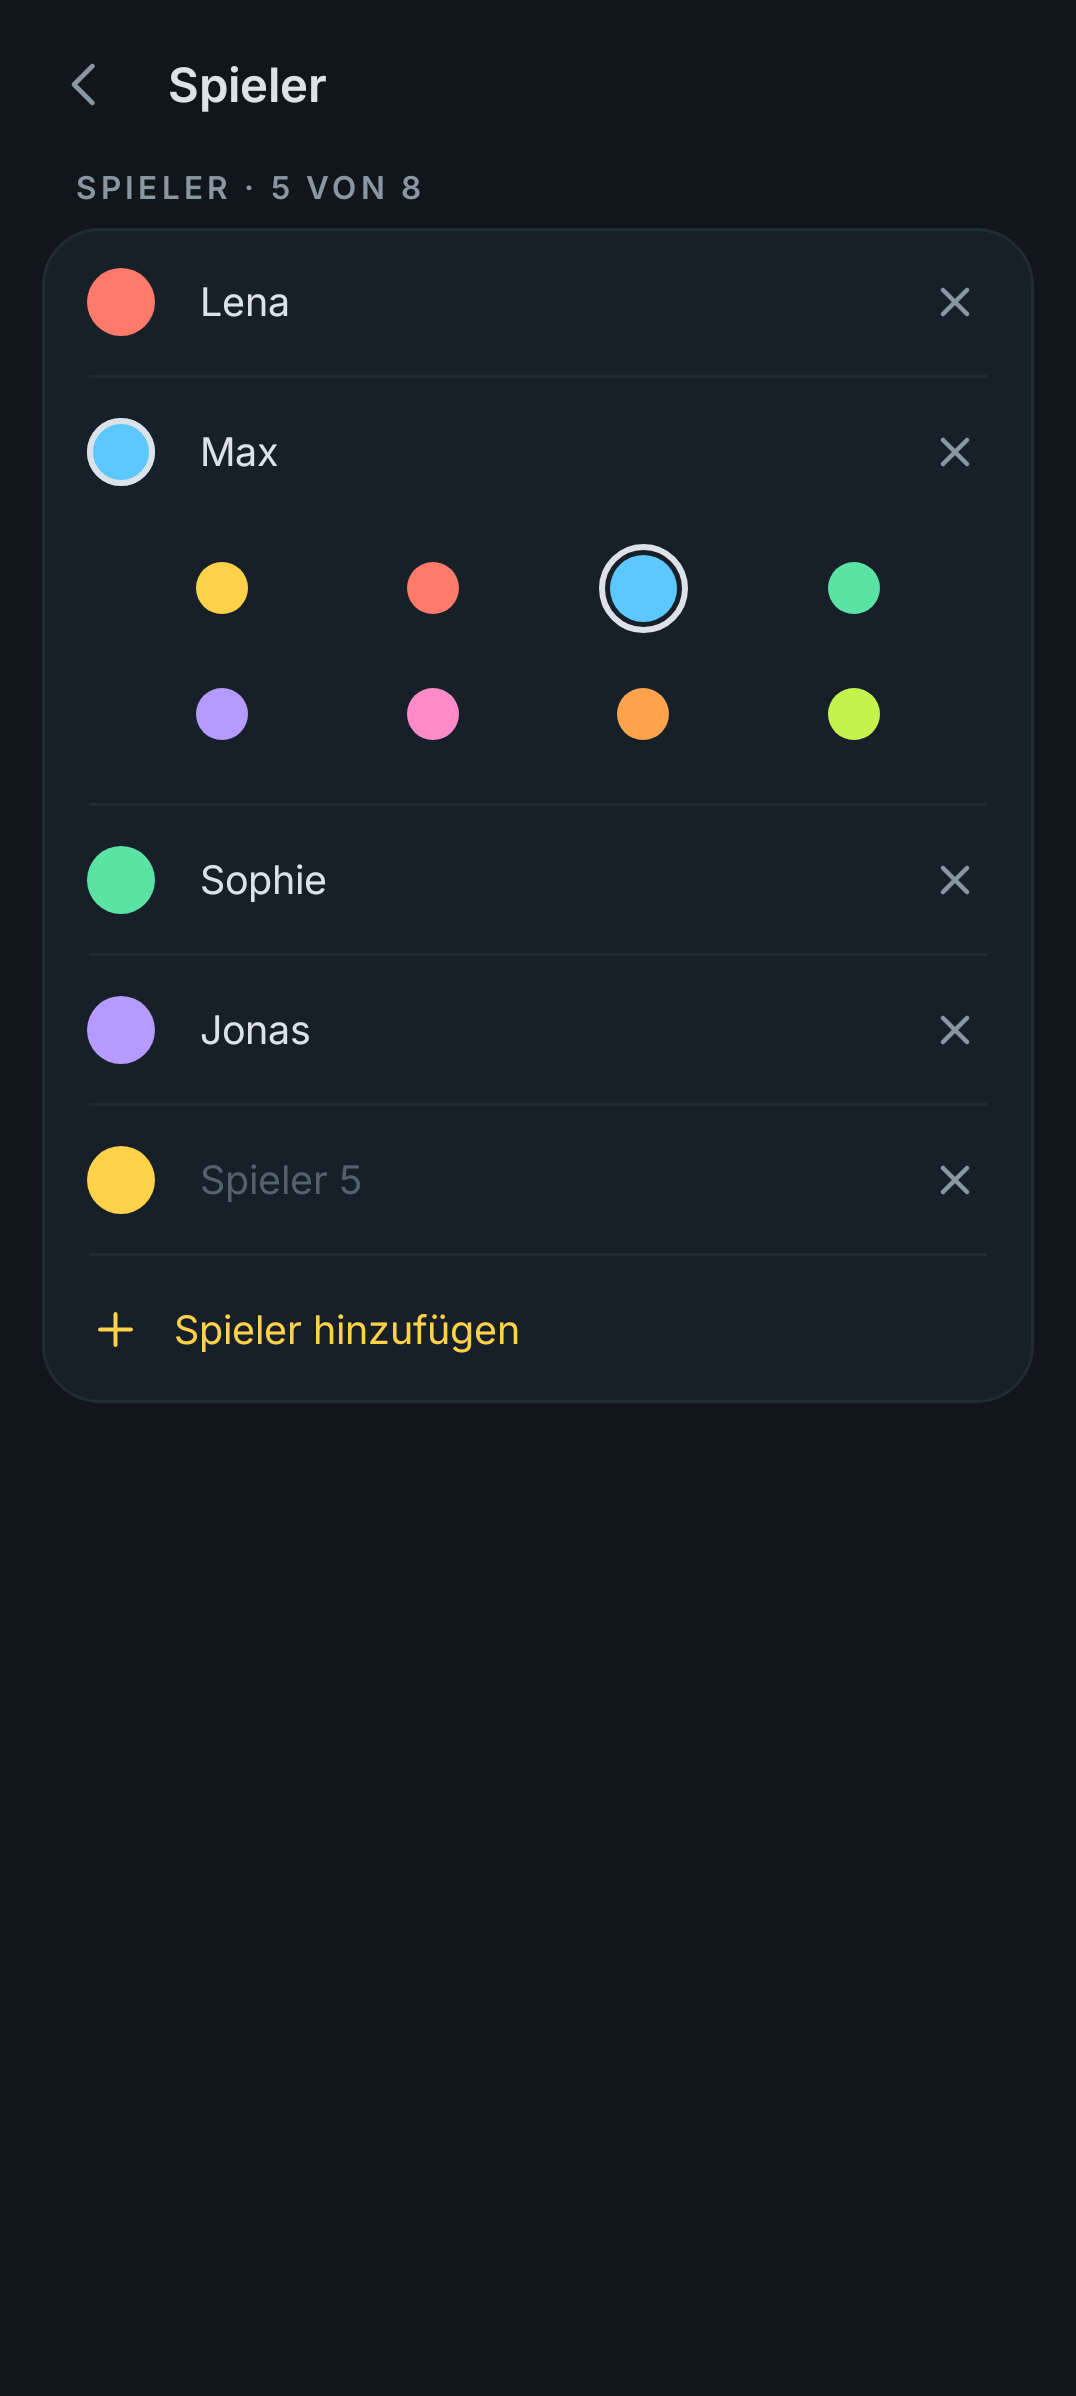 Spieler
SPIELER · 5 VON 8
Lena
Max
Sophie
Jonas
Spieler 5
Spieler hinzufügen